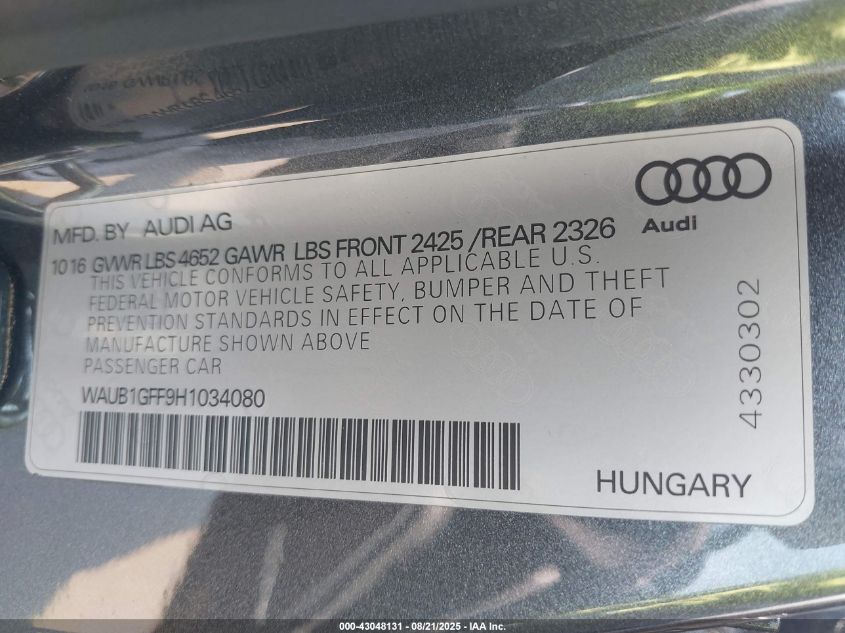 MFD. BY AUDI AG
Audi
10 16 GVWR LBS 4652 GAWR LBS FRONT 2425 /REAR 2326
THIS VEHICLE CONFORMS TO ALL APPLICABLE U.S.
FEDERAL MOTOR VEHICLE SAFETY, BUMPER AND THEFT
PREVENTION STANDARDS IN EFFECT ON THE DATE OF
MANUFACTURE SHOWN ABOVE
PASSENGER CAR
WAUB1GFF9H1034080
4330302
HUNGARY
000-43048131 - 08/21/2025 - IAA Inc.